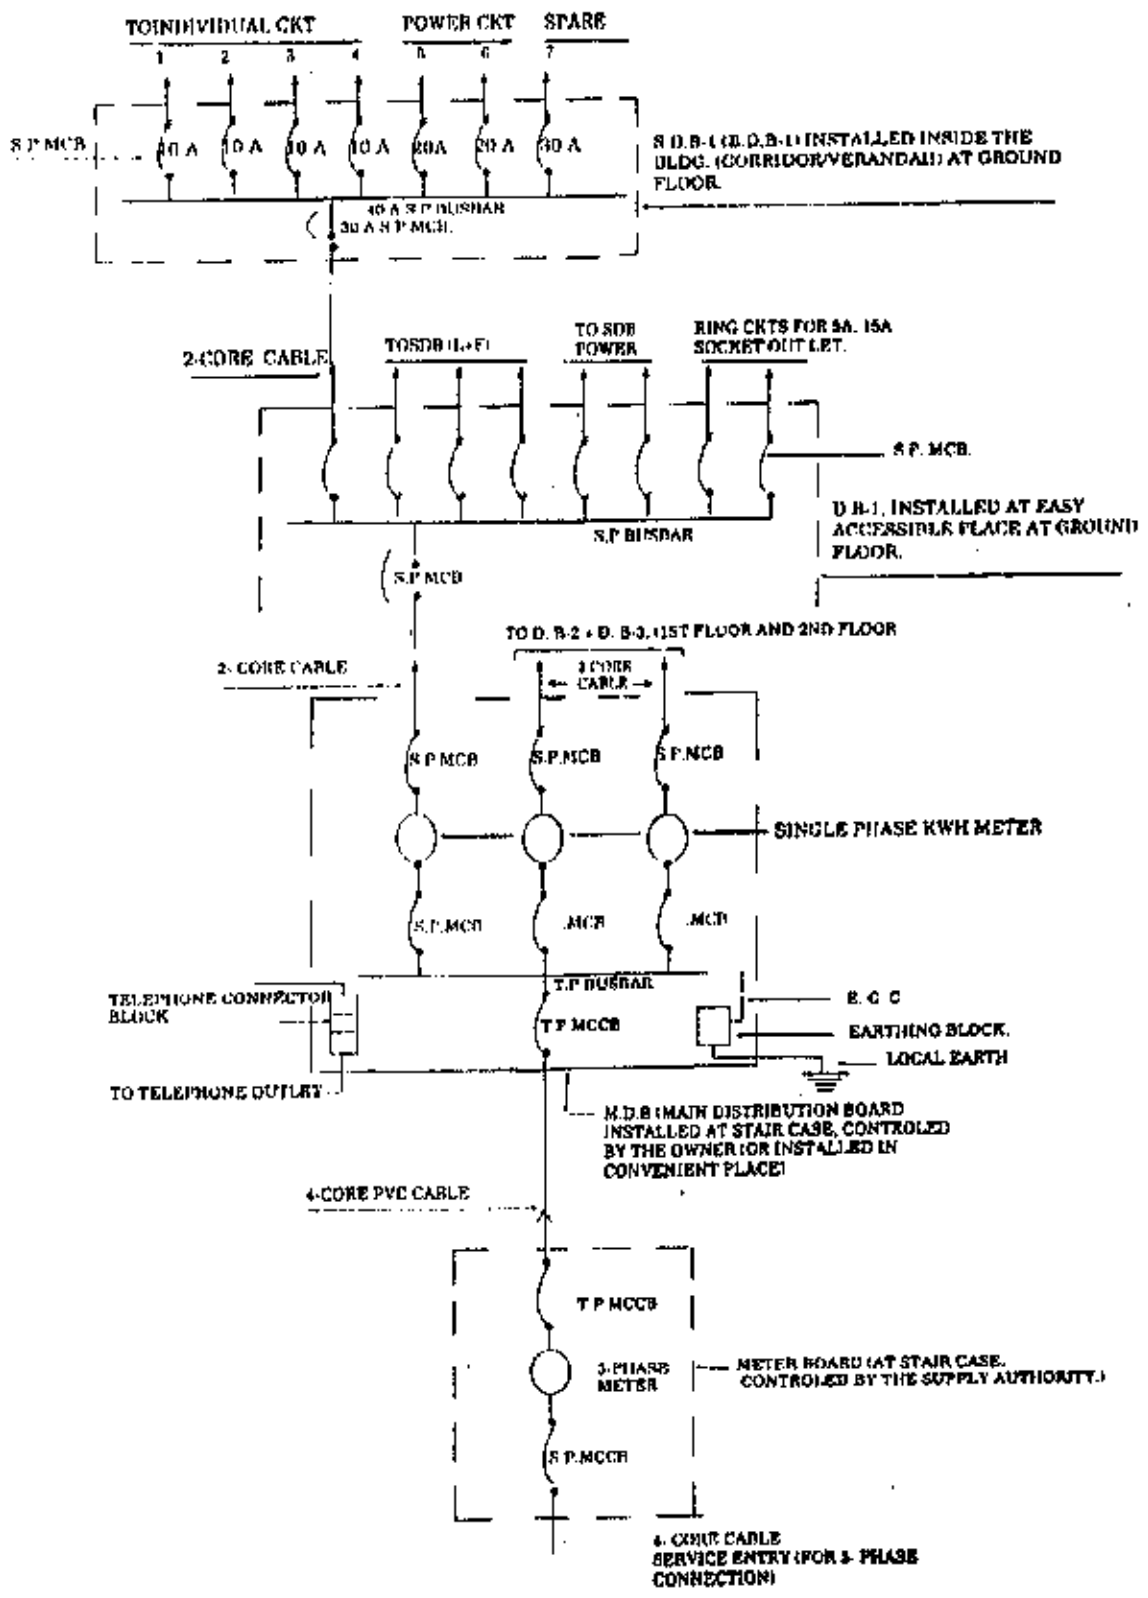 TOINDIVIDUAL CKT POWER CKT SPARE
1 2 3 4 5 6 7
S.P.MCB 10 A 10 A 10 A 10 A 20A 20 A 30 A
S.D.B-1 (B.D.B-1) INSTALLED INSIDE THE
BLDG. (CORRIDOR/VERANDAH) AT GROUND
FLOOR.
40 A S P BUSBAR
30 A S P MCB.
2-CORE CABLE
TOSDB (L+F)
TO SDB
POWER
RING CKTS FOR 5A. 15A
SOCKET OUT LET.
S P. MCB.
D.B-1, INSTALLED AT EASY
ACCESSIBLE PLACE AT GROUND
FLOOR.
S.P BUSBAR
S.P MCB
TO D. B-2 + D. B-3. (1ST FLOOR AND 2ND FLOOR
2- CORE CABLE
2 CORE
CABLE
S P MCB S.P.MCB S P.MCB
SINGLE PHASE KWH METER
S.P.MCB .MCB .MCB
T.P BUSBAR
TELEPHONE CONNECTOR
BLOCK
T P MCCB
E. C C
EARTHING BLOCK.
LOCAL EARTH
TO TELEPHONE OUTLET
M.D.B (MAIN DISTRIBUTION BOARD
INSTALLED AT STAIR CASE, CONTROLED
BY THE OWNER (OR INSTALLED IN
CONVENIENT PLACE)
4-CORE PVC CABLE
T P MCCB
3-PHASE
METER
METER BOARD (AT STAIR CASE.
CONTROLED BY THE SUPPLY AUTHORITY.)
S P.MCCB
4- CORE CABLE
SERVICE ENTRY (FOR 3- PHASE
CONNECTION)